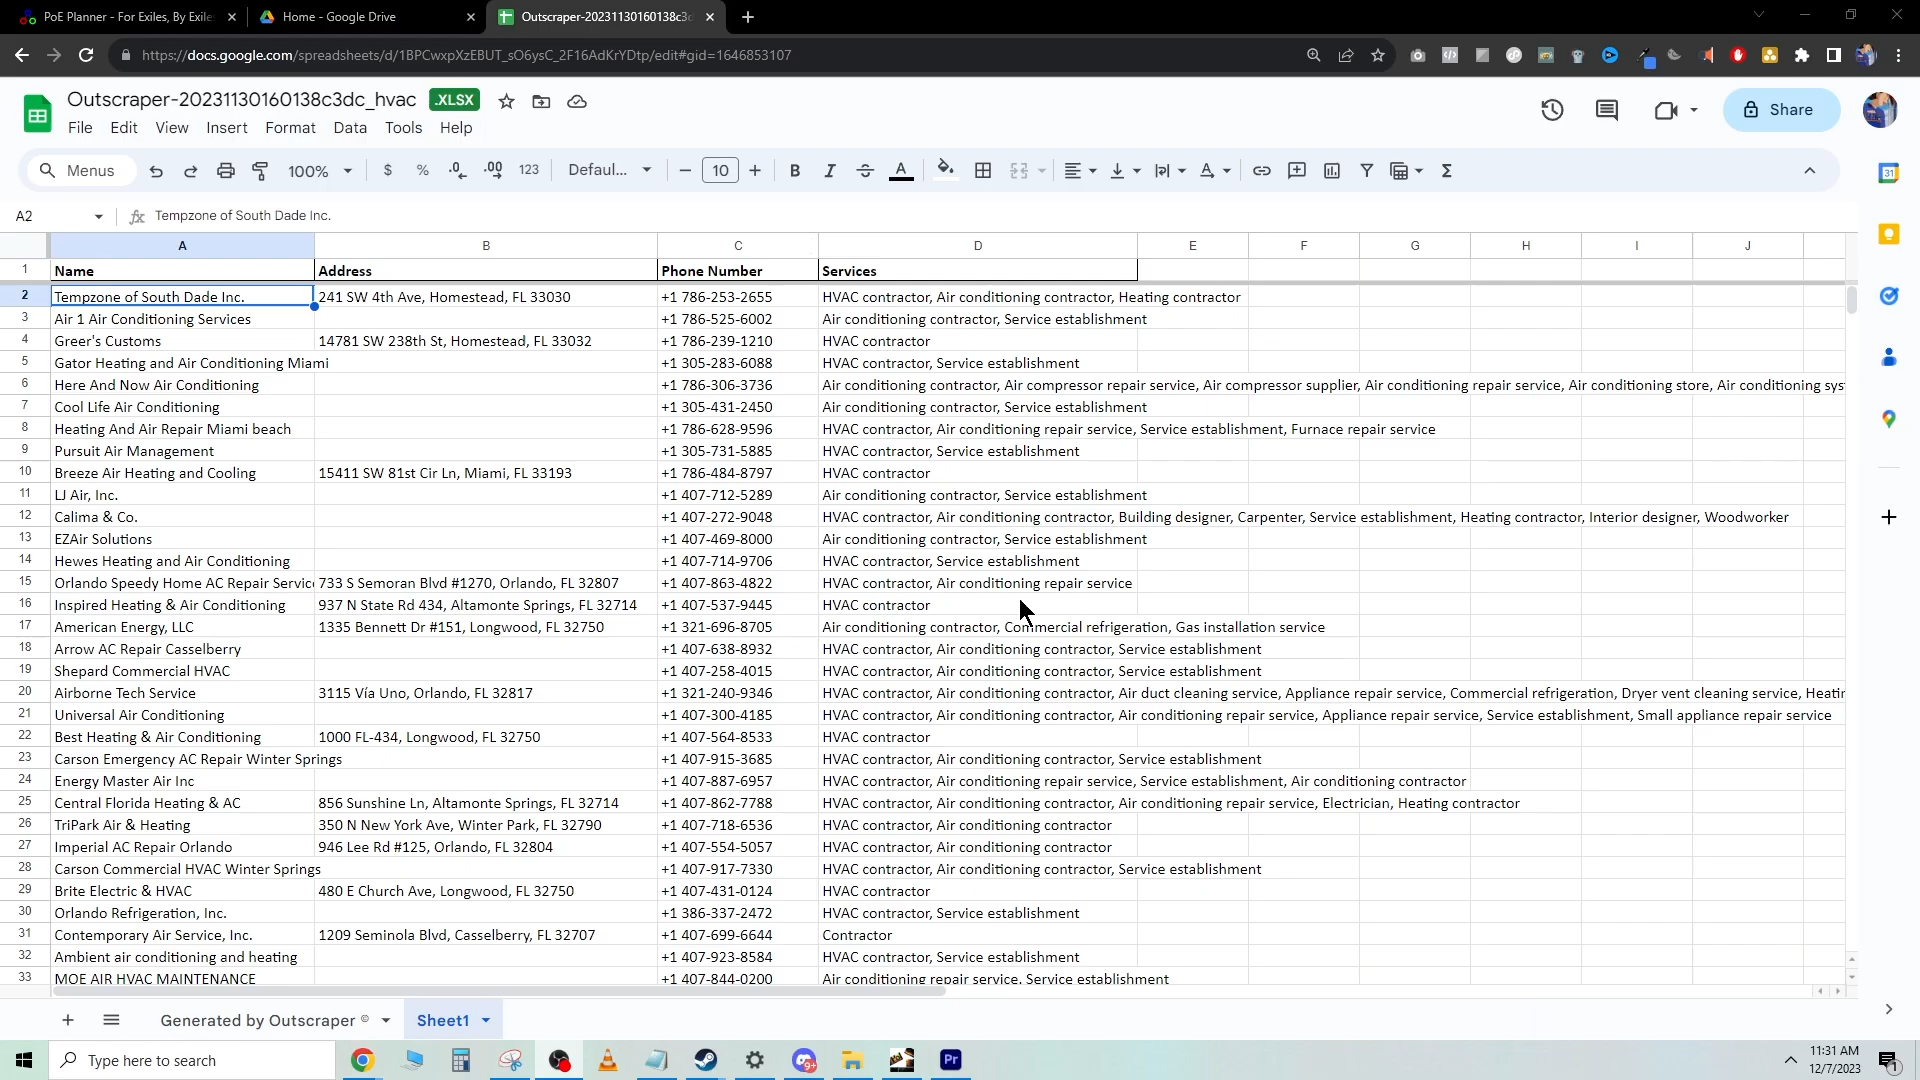 PoE Planner - For Exiles, By Exile
Home - Google Drive
Outscraper-20231130160138c3d
https://docs.google.com/spreadsheets/d/1BPCwxpXzEBUT_sO6ysC_2F16AdKrYDtp/edit#gid=1646853107
Outscraper-20231130160138c3dc_hvac .XLSX
File Edit View Insert Format Data Tools Help
Share
Menus 100% $ % .0 .00 123 Defaul... 10 B I A
31
A2 fx Tempzone of South Dade Inc.
A B C D E F G H I J
1 Name Address Phone Number Services
2 Tempzone of South Dade Inc. 241 SW 4th Ave, Homestead, FL 33030 +1 786-253-2655 HVAC contractor, Air conditioning contractor, Heating contractor
3 Air 1 Air Conditioning Services +1 786-525-6002 Air conditioning contractor, Service establishment
4 Greer's Customs 14781 SW 238th St, Homestead, FL 33032 +1 786-239-1210 HVAC contractor
5 Gator Heating and Air Conditioning Miami +1 305-283-6088 HVAC contractor, Service establishment
6 Here And Now Air Conditioning +1 786-306-3736 Air conditioning contractor, Air compressor repair service, Air compressor supplier, Air conditioning repair service, Air conditioning store, Air conditioning sys
7 Cool Life Air Conditioning +1 305-431-2450 Air conditioning contractor, Service establishment
8 Heating And Air Repair Miami beach +1 786-628-9596 HVAC contractor, Air conditioning repair service, Service establishment, Furnace repair service
9 Pursuit Air Management +1 305-731-5885 HVAC contractor, Service establishment
10 Breeze Air Heating and Cooling 15411 SW 81st Cir Ln, Miami, FL 33193 +1 786-484-8797 HVAC contractor
11 LJ Air, Inc. +1 407-712-5289 Air conditioning contractor, Service establishment
12 Calima & Co. +1 407-272-9048 HVAC contractor, Air conditioning contractor, Building designer, Carpenter, Service establishment, Heating contractor, Interior designer, Woodworker
13 EZAir Solutions +1 407-469-8000 Air conditioning contractor, Service establishment
14 Hewes Heating and Air Conditioning +1 407-714-9706 HVAC contractor, Service establishment
15 Orlando Speedy Home AC Repair Servic 733 S Semoran Blvd #1270, Orlando, FL 32807 +1 407-863-4822 HVAC contractor, Air conditioning repair service
16 Inspired Heating & Air Conditioning 937 N State Rd 434, Altamonte Springs, FL 32714 +1 407-537-9445 HVAC contractor
17 American Energy, LLC 1335 Bennett Dr #151, Longwood, FL 32750 +1 321-696-8705 Air conditioning contractor, Commercial refrigeration, Gas installation service
18 Arrow AC Repair Casselberry +1 407-638-8932 HVAC contractor, Air conditioning contractor, Service establishment
19 Shepard Commercial HVAC +1 407-258-4015 HVAC contractor, Air conditioning contractor, Service establishment
20 Airborne Tech Service 3115 Vía Uno, Orlando, FL 32817 +1 321-240-9346 HVAC contractor, Air conditioning contractor, Air duct cleaning service, Appliance repair service, Commercial refrigeration, Dryer vent cleaning service, Heatin
21 Universal Air Conditioning +1 407-300-4185 HVAC contractor, Air conditioning contractor, Air conditioning repair service, Appliance repair service, Service establishment, Small appliance repair service
22 Best Heating & Air Conditioning 1000 FL-434, Longwood, FL 32750 +1 407-564-8533 HVAC contractor
23 Carson Emergency AC Repair Winter Springs +1 407-915-3685 HVAC contractor, Air conditioning contractor, Service establishment
24 Energy Master Air Inc +1 407-887-6957 HVAC contractor, Air conditioning repair service, Service establishment, Air conditioning contractor
25 Central Florida Heating & AC 856 Sunshine Ln, Altamonte Springs, FL 32714 +1 407-862-7788 HVAC contractor, Air conditioning contractor, Air conditioning repair service, Electrician, Heating contractor
26 TriPark Air & Heating 350 N New York Ave, Winter Park, FL 32790 +1 407-718-6536 HVAC contractor, Air conditioning contractor
27 Imperial AC Repair Orlando 946 Lee Rd #125, Orlando, FL 32804 +1 407-554-5057 HVAC contractor, Air conditioning contractor
28 Carson Commercial HVAC Winter Springs +1 407-917-7330 HVAC contractor, Air conditioning contractor, Service establishment
29 Brite Electric & HVAC 480 E Church Ave, Longwood, FL 32750 +1 407-431-0124 HVAC contractor
30 Orlando Refrigeration, Inc. +1 386-337-2472 HVAC contractor, Service establishment
31 Contemporary Air Service, Inc. 1209 Seminola Blvd, Casselberry, FL 32707 +1 407-699-6644 Contractor
32 Ambient air conditioning and heating +1 407-923-8584 HVAC contractor, Service establishment
33 MOE AIR HVAC MAINTENANCE +1 407-844-0200 Air conditioning repair service, Service establishment
Generated by Outscraper © Sheet1
Type here to search
9+
Pr
11:31 AM
12/7/2023
1